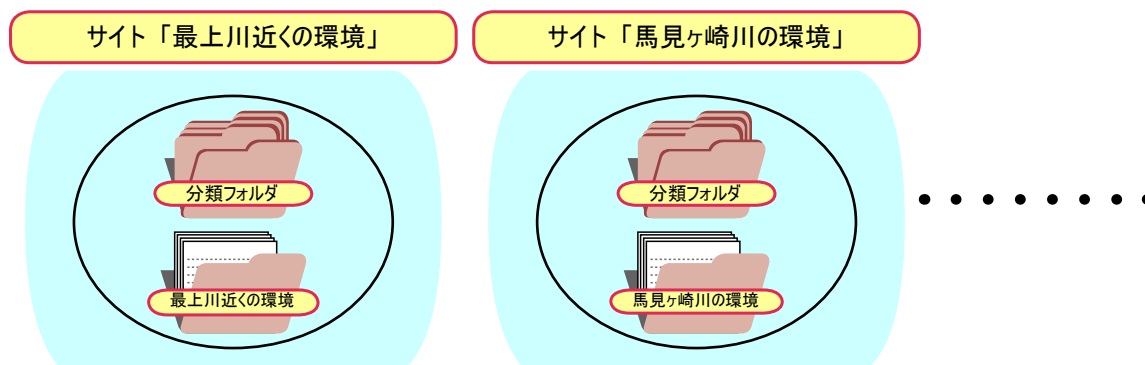 サイト「最上川近くの環境」
サイト「馬見ヶ崎川の環境」
分類フォルダ
分類フォルダ
最上川近くの環境
馬見ヶ崎川の環境